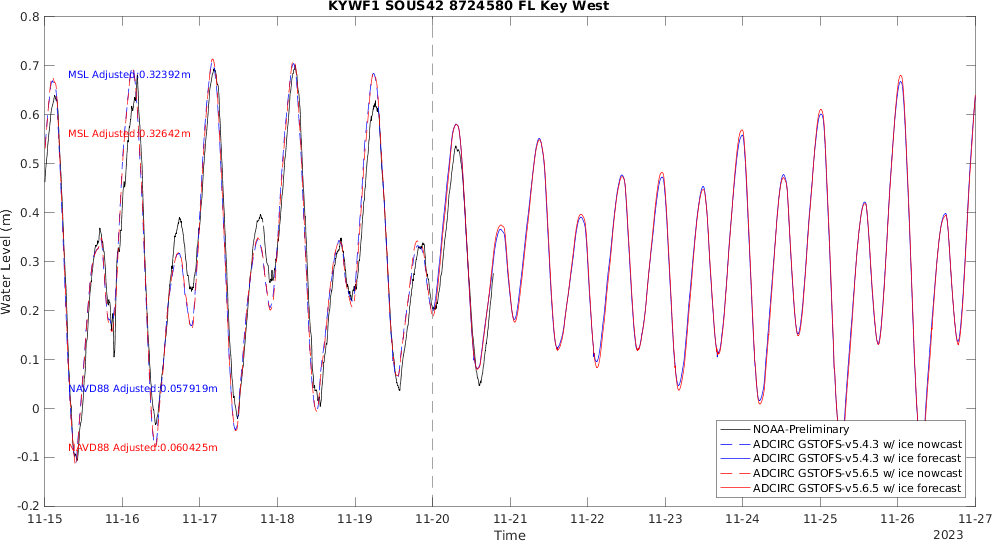 KYWF1 SOUS42 8724580 FL Key West
0.8
0.7
0.6
0.5
0.4
0.3
0.2
0.1
0
-0.1
-0.2
Water Level (m)
MSL Adjusted:0.32392m
MSL Adjusted:0.32642m
NAVD88 Adjusted:0.057919m
NAVD88 Adjusted:0.060425m
NOAA-Preliminary
ADCIRC GSTOFS-v5.4.3 w/ ice nowcast
ADCIRC GSTOFS-v5.4.3 w/ ice forecast
ADCIRC GSTOFS-v5.6.5 w/ ice nowcast
ADCIRC GSTOFS-v5.6.5 w/ ice forecast
11-15 11-16 11-17 11-18 11-19 11-20 11-21 11-22 11-23 11-24 11-25 11-26 11-27
Time
2023